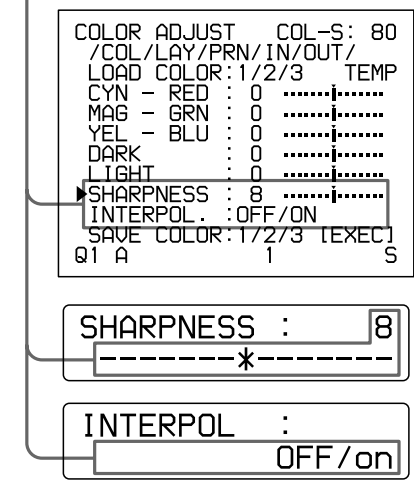 COLOR ADJUST COL-S: 80
/COL/LAY/PRN/IN/OUT/
LOAD COLOR:1/2/3 TEMP
CYN - RED : 0
MAG - GRN : 0
YEL - BLU : 0
DARK : 0
LIGHT : 0
SHARPNESS : 8
INTERPOL. :OFF/ON
SAVE COLOR:1/2/3 [EXEC]
Q1 A 1 S
SHARPNESS : 8
-------*-------
INTERPOL :
OFF/on